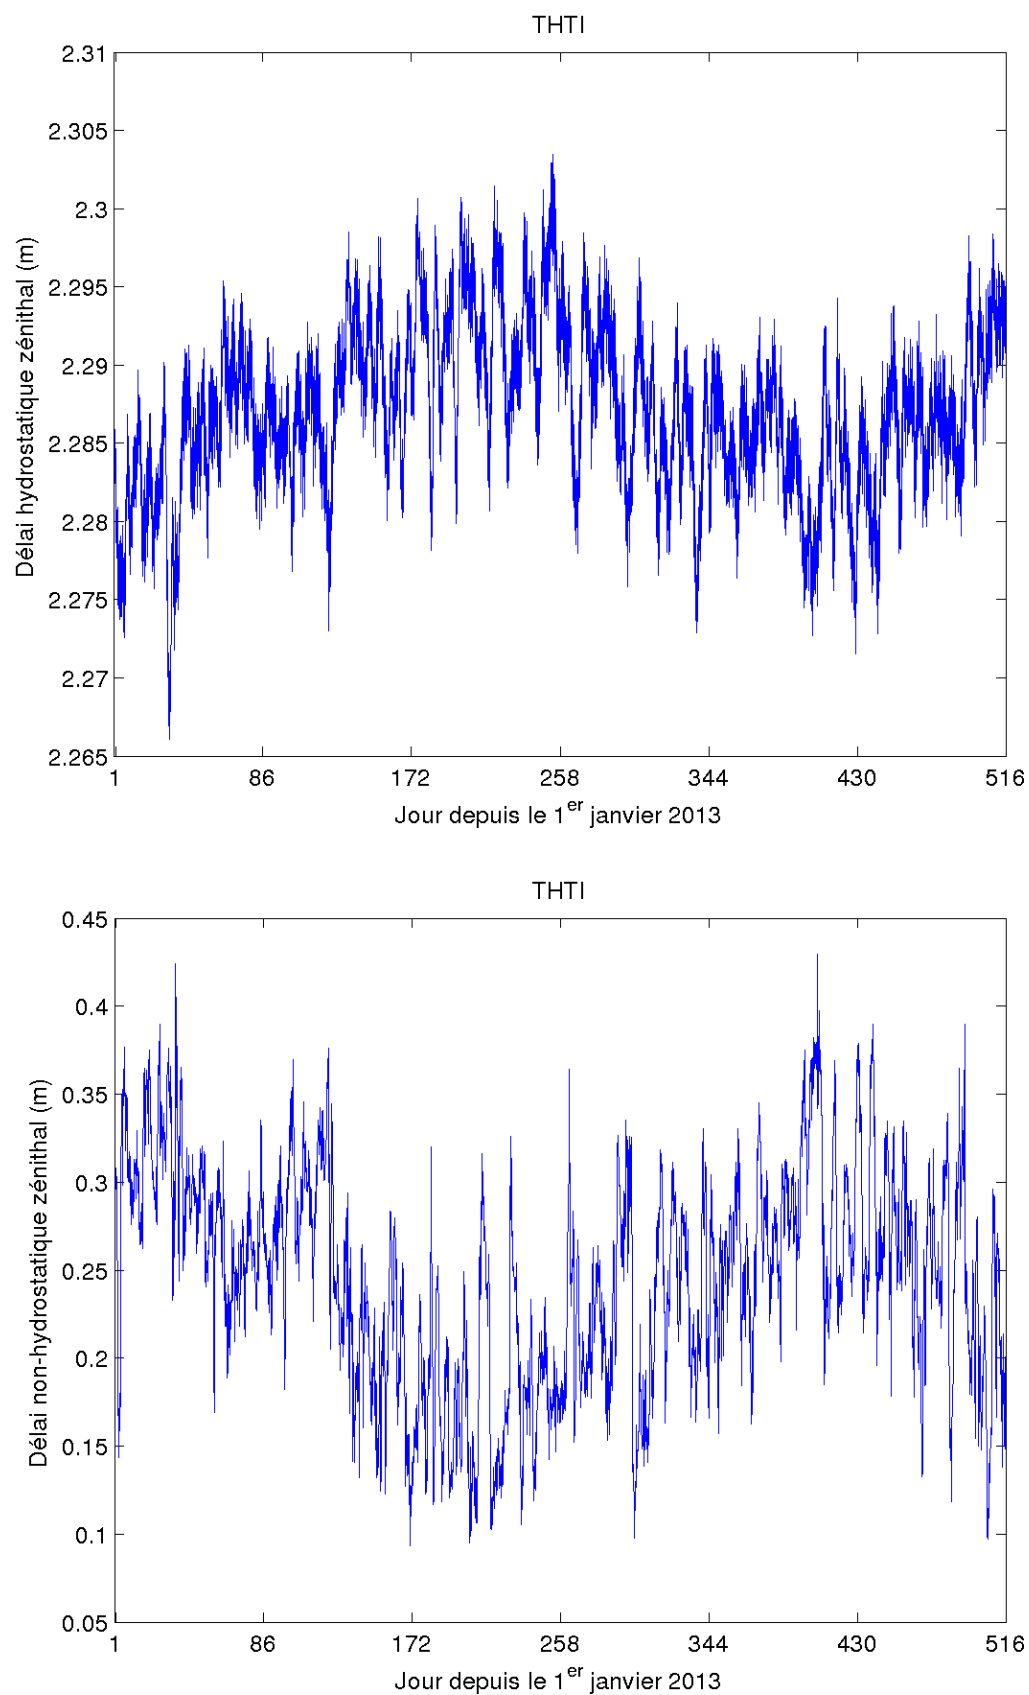 THTI
2.31
2.305
2.3
2.295
2.29
2.285
2.28
2.275
2.27
2.265
Délai hydrostatique zénithal (m)
1 86 172 258 344 430 516
Jour depuis le 1er janvier 2013
THTI
0.45
0.4
0.35
0.3
0.25
0.2
0.15
0.1
0.05
Délai non-hydrostatique zénithal (m)
1 86 172 258 344 430 516
Jour depuis le 1er janvier 2013